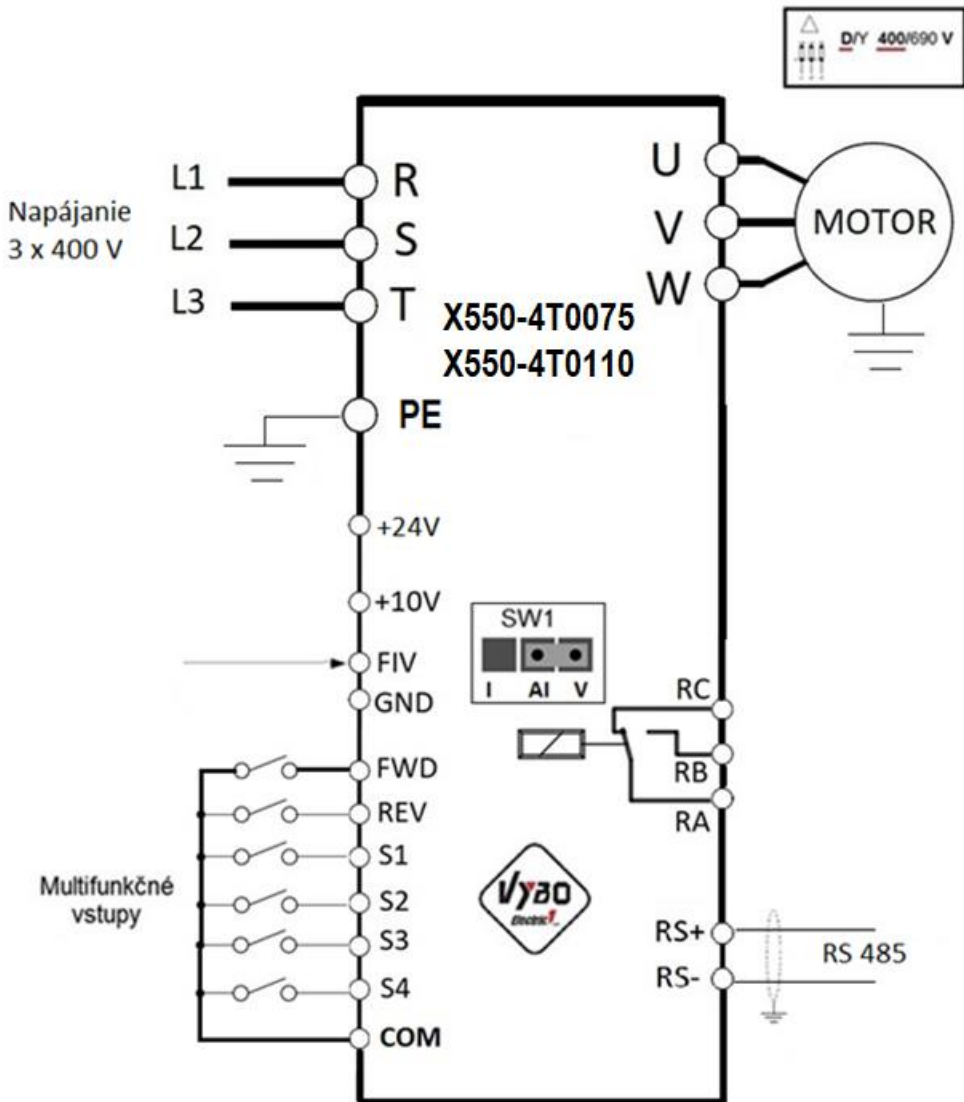 D/Y 400/690 V
L1
R
U
Napájanie
3 x 400 V
L2
S
V
MOTOR
L3
T
W
X550-4T0075
X550-4T0110
PE
+24V
+10V
SW1
I AI V
FIV
GND
RC
RB
RA
FWD
REV
S1
Multifunkčné
vstupy
S2
S3
S4
COM
VYBO
Electric
RS+
RS-
RS 485